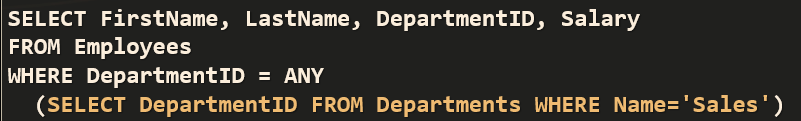 SELECT FirstName, LastName, DepartmentID, Salary
FROM Employees
WHERE DepartmentID = ANY
(SELECT DepartmentID FROM Departments WHERE Name='Sales')